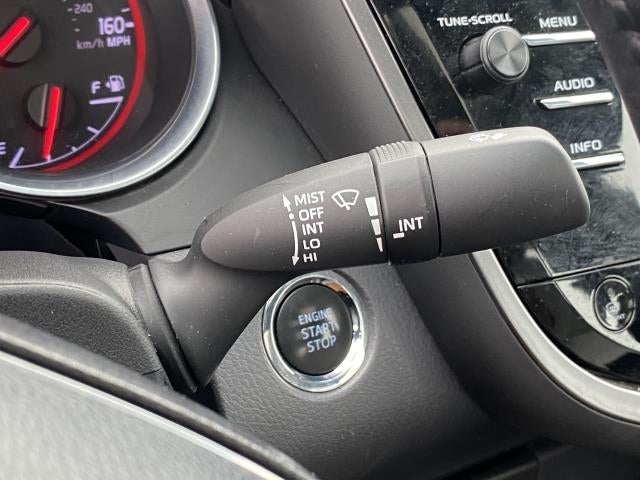 240
160
km/h MPH
F
E
TUNE•SCROLL
MENU
AUDIO
INFO
MIST
OFF
INT
LO
HI
INT
ENGINE
START
STOP